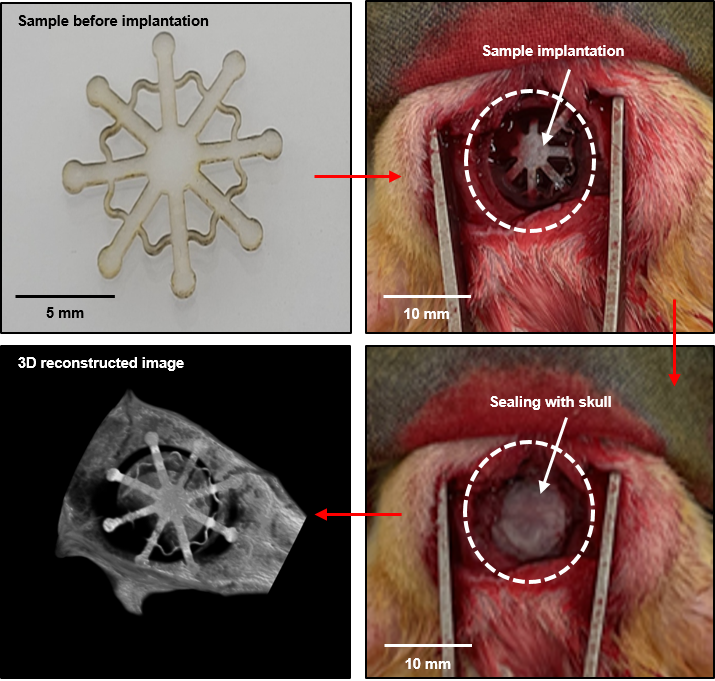 Sample before implantation
5 mm
Sample implantation
10 mm
3D reconstructed image
Sealing with skull
10 mm